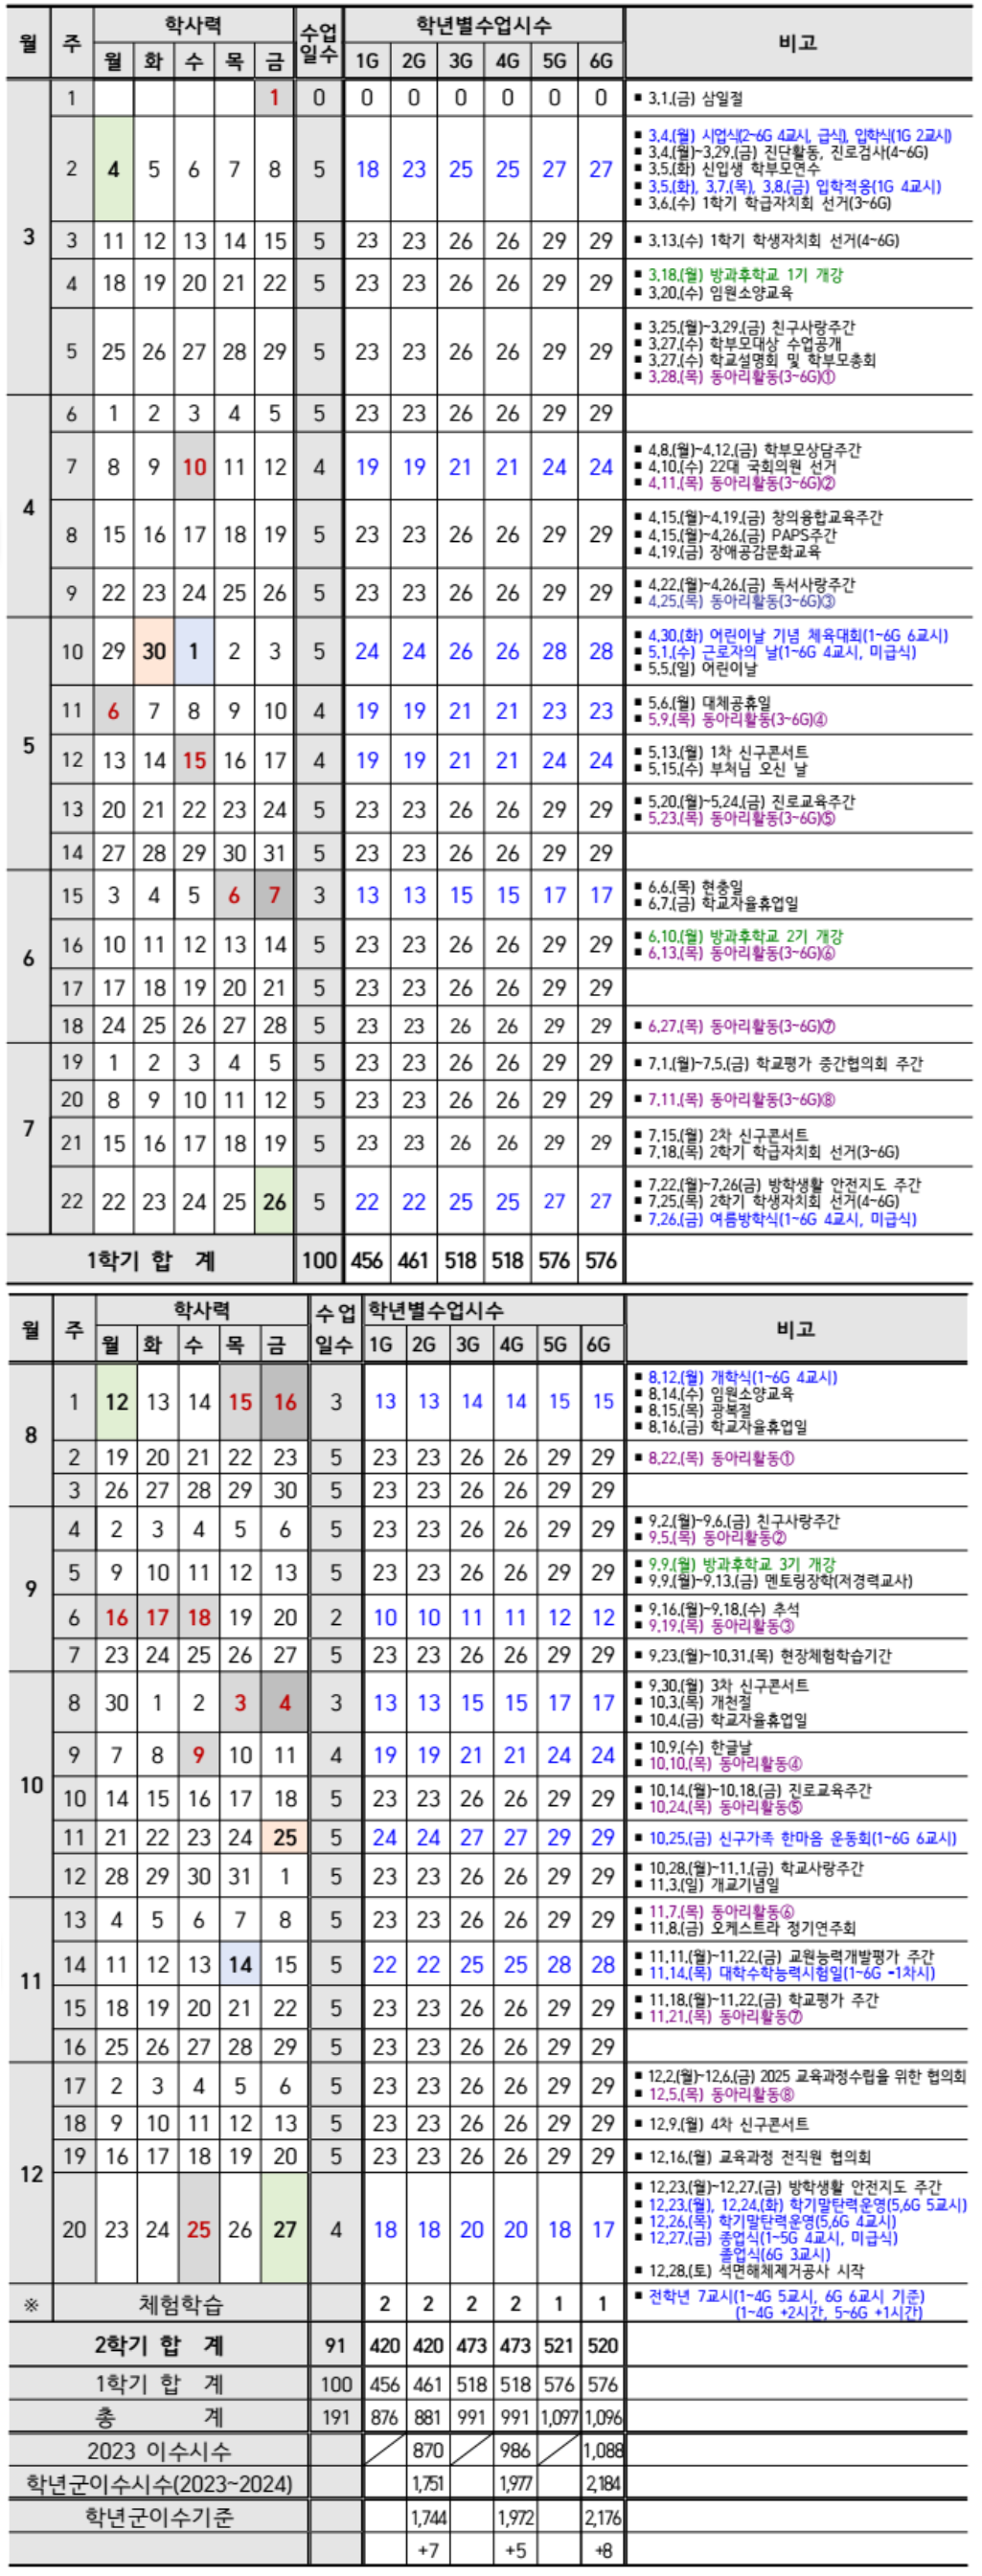 월 주 학사력 수업일수 학년별수업시수 비고
월 화 수 목 금 1G 2G 3G 4G 5G 6G
3
1 1 0 0 0 0 0 0 0 ▪ 3.1.(금) 삼일절
2 4 5 6 7 8 5 18 23 25 25 27 27
▪ 3.4.(월) 시업식(2~6G 4교시, 급식), 입학식(1G 2교시)
▪ 3.4.(월)~3.29.(금) 진단활동, 진로검사(4~6G)
▪ 3.5.(화) 신입생 학부모연수
▪ 3.5.(화), 3.7.(목), 3.8.(금) 입학적응(1G 4교시)
▪ 3.6.(수) 1학기 학급자치회 선거(3~6G)
3 11 12 13 14 15 5 23 23 26 26 29 29 ▪ 3.13.(수) 1학기 학생자치회 선거(4~6G)
4 18 19 20 21 22 5 23 23 26 26 29 29
▪ 3.18.(월) 방과후학교 1기 개강
▪ 3.20.(수) 임원소양교육
5 25 26 27 28 29 5 23 23 26 26 29 29
▪ 3.25.(월)~3.29.(금) 친구사랑주간
▪ 3.27.(수) 학부모대상 수업공개
▪ 3.27.(수) 학교설명회 및 학부모총회
▪ 3.28.(목) 동아리활동(3~6G)①
4
6 1 2 3 4 5 5 23 23 26 26 29 29
7 8 9 10 11 12 4 19 19 21 21 24 24
▪ 4.8.(월)~4.12.(금) 학부모상담주간
▪ 4.10.(수) 22대 국회의원 선거
▪ 4.11.(목) 동아리활동(3~6G)②
8 15 16 17 18 19 5 23 23 26 26 29 29
▪ 4.15.(월)~4.19.(금) 창의융합교육주간
▪ 4.15.(월)~4.26.(금) PAPS주간
▪ 4.19.(금) 장애공감문화교육
9 22 23 24 25 26 5 23 23 26 26 29 29
▪ 4.22.(월)~4.26.(금) 독서사랑주간
▪ 4.25.(목) 동아리활동(3~6G)③
5
10 29 30 1 2 3 5 24 24 26 26 28 28
▪ 4.30.(화) 어린이날 기념 체육대회(1~6G 6교시)
▪ 5.1.(수) 근로자의 날(1~6G 4교시, 미급식)
▪ 5.5.(일) 어린이날
11 6 7 8 9 10 4 19 19 21 21 23 23
▪ 5.6.(월) 대체공휴일
▪ 5.9.(목) 동아리활동(3~6G)④
12 13 14 15 16 17 4 19 19 21 21 24 24
▪ 5.13.(월) 1차 신구콘서트
▪ 5.15.(수) 부처님 오신 날
13 20 21 22 23 24 5 23 23 26 26 29 29
▪ 5.20.(월)~5.24.(금) 진로교육주간
▪ 5.23.(목) 동아리활동(3~6G)⑤
14 27 28 29 30 31 5 23 23 26 26 29 29
6
15 3 4 5 6 7 3 13 13 15 15 17 17
▪ 6.6.(목) 현충일
▪ 6.7.(금) 학교자율휴업일
16 10 11 12 13 14 5 23 23 26 26 29 29
▪ 6.10.(월) 방과후학교 2기 개강
▪ 6.13.(목) 동아리활동(3~6G)⑥
17 17 18 19 20 21 5 23 23 26 26 29 29
18 24 25 26 27 28 5 23 23 26 26 29 29 ▪ 6.27.(목) 동아리활동(3~6G)⑦
7
19 1 2 3 4 5 5 23 23 26 26 29 29 ▪ 7.1.(월)~7.5.(금) 학교평가 중간협의회 주간
20 8 9 10 11 12 5 23 23 26 26 29 29 ▪ 7.11.(목) 동아리활동(3~6G)⑧
21 15 16 17 18 19 5 23 23 26 26 29 29
▪ 7.15.(월) 2차 신구콘서트
▪ 7.18.(목) 2학기 학급자치회 선거(3~6G)
22 22 23 24 25 26 5 22 22 25 25 27 27
▪ 7.22.(월)~7.26(금) 방학생활 안전지도 주간
▪ 7.25.(목) 2학기 학생자치회 선거(4~6G)
▪ 7.26.(금) 여름방학식(1~6G 4교시, 미급식)
1학기 합 계 100 456 461 518 518 576 576
월 주 학사력 수업일수 학년별수업시수 비고
월 화 수 목 금 1G 2G 3G 4G 5G 6G
8
1 12 13 14 15 16 3 13 13 14 14 15 15
▪ 8.12.(월) 개학식(1~6G 4교시)
▪ 8.14.(수) 임원소양교육
▪ 8.15.(목) 광복절
▪ 8.16.(금) 학교자율휴업일
2 19 20 21 22 23 5 23 23 26 26 29 29 ▪ 8.22.(목) 동아리활동①
3 26 27 28 29 30 5 23 23 26 26 29 29
9
4 2 3 4 5 6 5 23 23 26 26 29 29
▪ 9.2.(월)~9.6.(금) 친구사랑주간
▪ 9.5.(목) 동아리활동②
5 9 10 11 12 13 5 23 23 26 26 29 29
▪ 9.9.(월) 방과후학교 3기 개강
▪ 9.9.(월)~9.13.(금) 멘토링장학(저경력교사)
6 16 17 18 19 20 2 10 10 11 11 12 12
▪ 9.16.(월)~9.18.(수) 추석
▪ 9.19.(목) 동아리활동③
7 23 24 25 26 27 5 23 23 26 26 29 29 ▪ 9.23.(월)~10.31.(목) 현장체험학습기간
10
8 30 1 2 3 4 3 13 13 15 15 17 17
▪ 9.30.(월) 3차 신구콘서트
▪ 10.3.(목) 개천절
▪ 10.4.(금) 학교자율휴업일
9 7 8 9 10 11 4 19 19 21 21 24 24
▪ 10.9.(수) 한글날
▪ 10.10.(목) 동아리활동④
10 14 15 16 17 18 5 23 23 26 26 29 29
▪ 10.14.(월)~10.18.(금) 진로교육주간
▪ 10.24.(목) 동아리활동⑤
11 21 22 23 24 25 5 24 24 27 27 29 29 ▪ 10.25.(금) 신구가족 한마음 운동회(1~6G 6교시)
12 28 29 30 31 1 5 23 23 26 26 29 29
▪ 10.28.(월)~11.1.(금) 학교사랑주간
▪ 11.3.(일) 개교기념일
11
13 4 5 6 7 8 5 23 23 26 26 29 29
▪ 11.7.(목) 동아리활동⑥
▪ 11.8.(금) 오케스트라 정기연주회
14 11 12 13 14 15 5 22 22 25 25 28 28
▪ 11.11.(월)~11.22.(금) 교원능력개발평가 주간
▪ 11.14.(목) 대학수학능력시험일(1~6G -1차시)
15 18 19 20 21 22 5 23 23 26 26 29 29
▪ 11.18.(월)~11.22.(금) 학교평가 주간
▪ 11.21.(목) 동아리활동⑦
16 25 26 27 28 29 5 23 23 26 26 29 29
12
17 2 3 4 5 6 5 23 23 26 26 29 29
▪ 12.2.(월)~12.6.(금) 2025 교육과정수립을 위한 협의회
▪ 12.5.(목) 동아리활동⑧
18 9 10 11 12 13 5 23 23 26 26 29 29 ▪ 12.9.(월) 4차 신구콘서트
19 16 17 18 19 20 5 23 23 26 26 29 29 ▪ 12.16.(월) 교육과정 전직원 협의회
20 23 24 25 26 27 4 18 18 20 20 18 17
▪ 12.23.(월)~12.27.(금) 방학생활 안전지도 주간
▪ 12.23.(월), 12.24.(화) 학기말탄력운영(5,6G 5교시)
▪ 12.26.(목) 학기말탄력운영(5,6G 4교시)
▪ 12.27.(금) 종업식(1~5G 4교시, 미급식)
졸업식(6G 3교시)
▪ 12.28.(토) 석면해체제거공사 시작
※ 체험학습 2 2 2 2 1 1
▪ 전학년 7교시(1~4G 5교시, 6G 6교시 기준)
(1~4G +2시간, 5~6G +1시간)
2학기 합 계 91 420 420 473 473 521 520
1학기 합 계 100 456 461 518 518 576 576
총 계 191 876 881 991 991 1,097 1,096
2023 이수시수 870 986 1,088
학년군이수시수(2023~2024) 1,751 1,977 2,184
학년군이수기준 1,744 1,972 2,176
+7 +5 +8